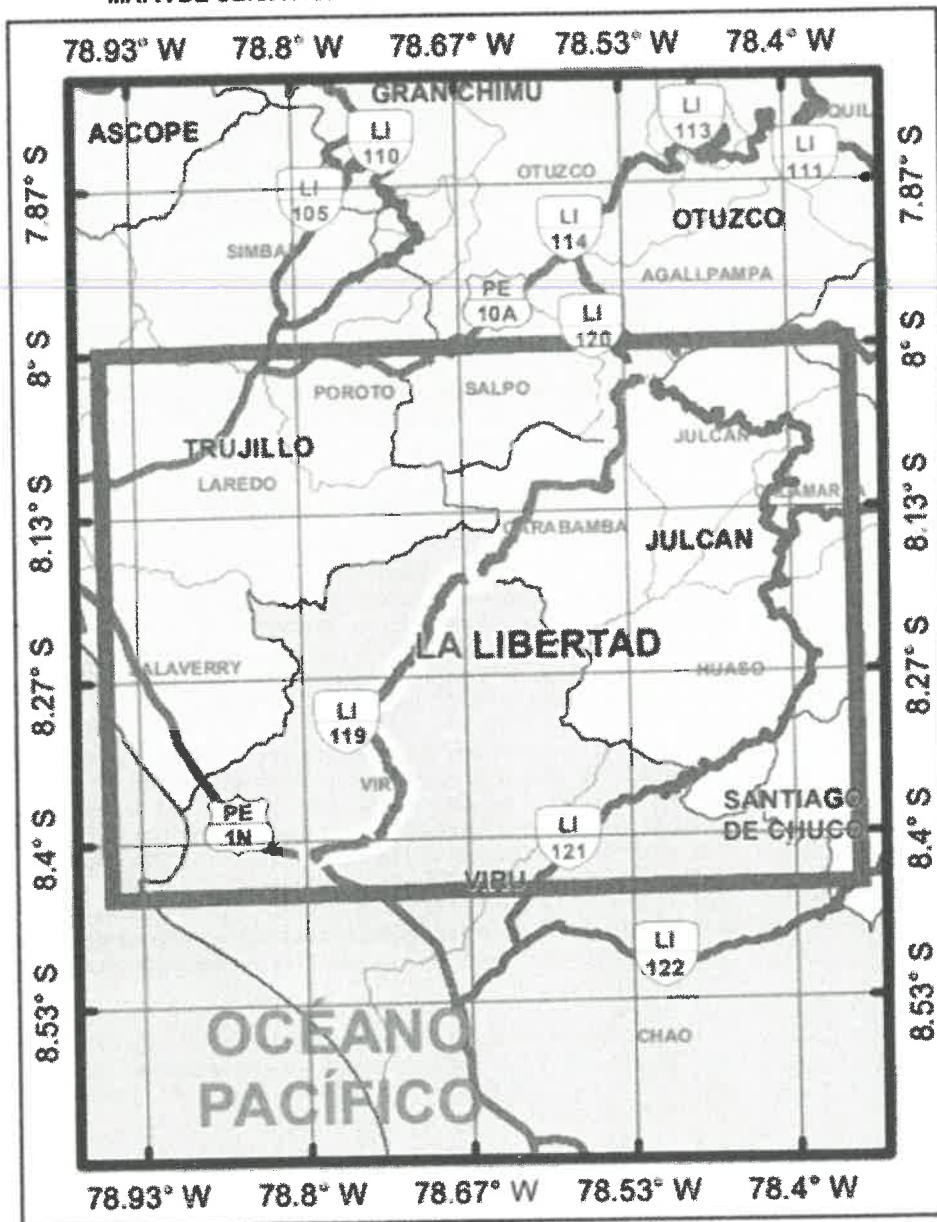 78.93° W 78.8° W 78.67° W 78.53° W 78.4° W
GRAN CHIMU
ASCOPE
LI 110
LI 113
LI 111
7.87° S
7.87° S
OTUZCO
LI 105
LI 114
OTUZCO
AGALLPAMPA
PE 10A
LI 120
8° S
8° S
POROTO
SALPO
TRUJILLO
JULCAN
LAREDO
8.13° S
8.13° S
CARABAMBA
JULCAN
LA LIBERTAD
HUASO
8.27° S
8.27° S
LI 119
VIR
SANTIAGO
DE CHUCO
PE 1N
LI 121
8.4° S
8.4° S
VIRU
LI 122
8.53° S
8.53° S
OCÉANO
PACÍFICO
CHAO
78.93° W 78.8° W 78.67° W 78.53° W 78.4° W